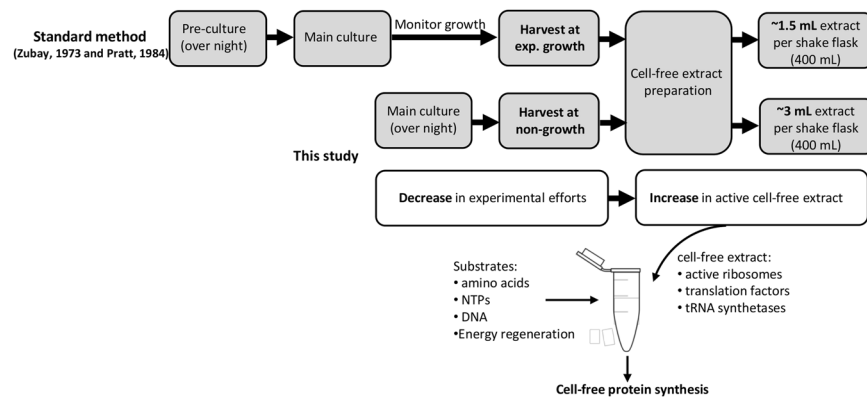 Standard method
(Zubay, 1973 and Pratt, 1984)
Pre-culture
(over night)
Main culture
Monitor growth
Harvest at
exp. growth
Cell-free extract
preparation
~1.5 mL extract
per shake flask
(400 mL)
Main culture
(over night)
Harvest at
non-growth
~3 mL extract
per shake flask
(400 mL)
This study
Decrease in experimental efforts
Increase in active cell-free extract
Substrates:
• amino acids
• NTPs
• DNA
•Energy regeneration
cell-free extract:
• active ribosomes
• translation factors
• tRNA synthetases
Cell-free protein synthesis